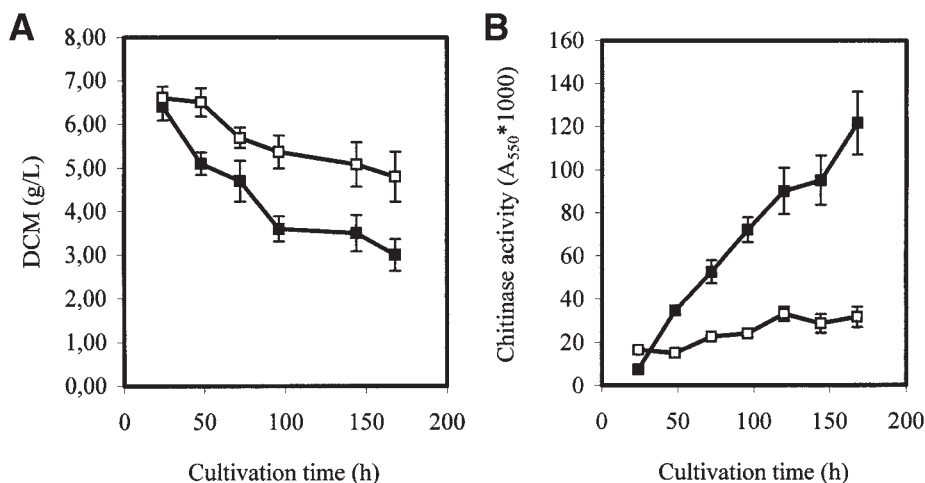 A
8,00
7,00
6,00
5,00
4,00
3,00
2,00
1,00
0,00
DCM (g/L)
0 50 100 150 200
Cultivation time (h)
B
160
140
120
100
80
60
40
20
0
Chitinase activity (A₅₅₀*1000)
0 50 100 150 200
Cultivation time (h)